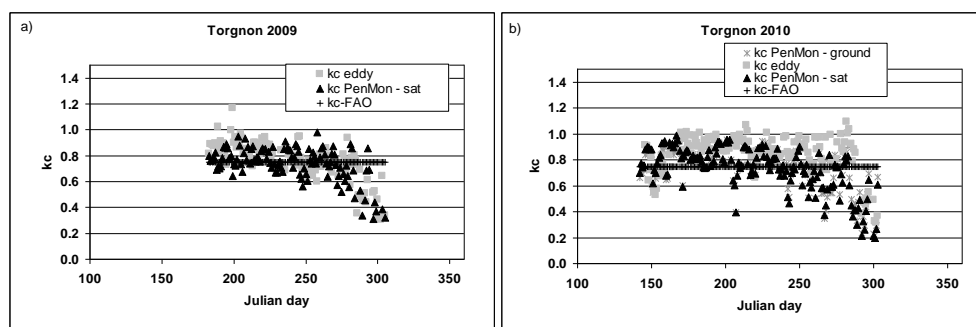 a)
Torgnon 2009
kc eddy
kc PenMon - sat
kc-FAO
1.4
1.2
1.0
0.8
0.6
0.4
0.2
0.0
kc
100
150
200
250
300
350
Julian day
b)
Torgnon 2010
kc PenMon - ground
kc eddy
kc PenMon - sat
kc-FAO
1.4
1.2
1.0
0.8
0.6
0.4
0.2
0.0
kc
100
150
200
250
300
350
Julian day